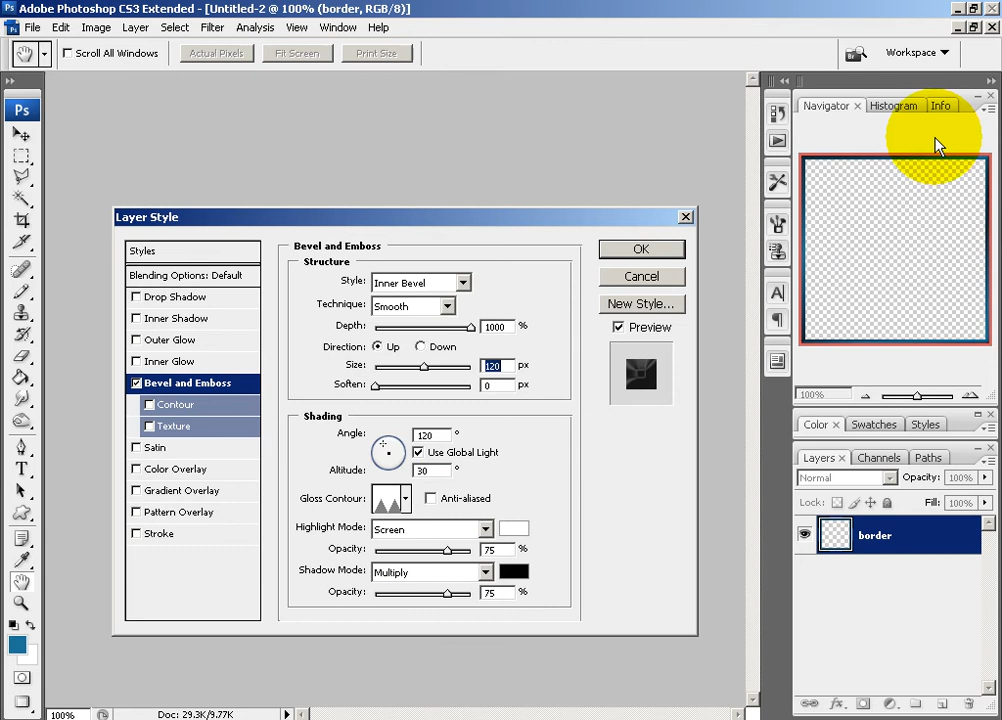 Adobe Photoshop CS3 Extended - [Untitled-2 @ 100% (border, RGB/8)]
File Edit Image Layer Select Filter Analysis View Window Help
Scroll All Windows Actual Pixels Fit Screen Print Size Workspace
Ps
Navigator Histogram Info
100%
Color Swatches Styles
Layers Channels Paths
Normal Opacity: 100%
Lock: Fill: 100%
border
Layer Style
Styles
Blending Options: Default
Drop Shadow
Inner Shadow
Outer Glow
Inner Glow
Bevel and Emboss
Contour
Texture
Satin
Color Overlay
Gradient Overlay
Pattern Overlay
Stroke
Bevel and Emboss
Structure
Style: Inner Bevel
Technique: Smooth
Depth: 1000 %
Direction: Up Down
Size: 120 px
Soften: 0 px
Shading
Angle: 120 °
Use Global Light
Altitude: 30 °
Gloss Contour: Anti-aliased
Highlight Mode: Screen
Opacity: 75 %
Shadow Mode: Multiply
Opacity: 75 %
OK
Cancel
New Style...
Preview
100% Doc: 29.3K/9.77K